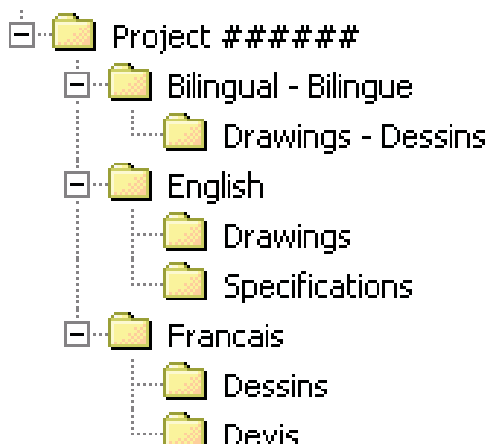 Project ######
Bilingual - Bilingue
Drawings - Dessins
English
Drawings
Specifications
Francais
Dessins
Devis